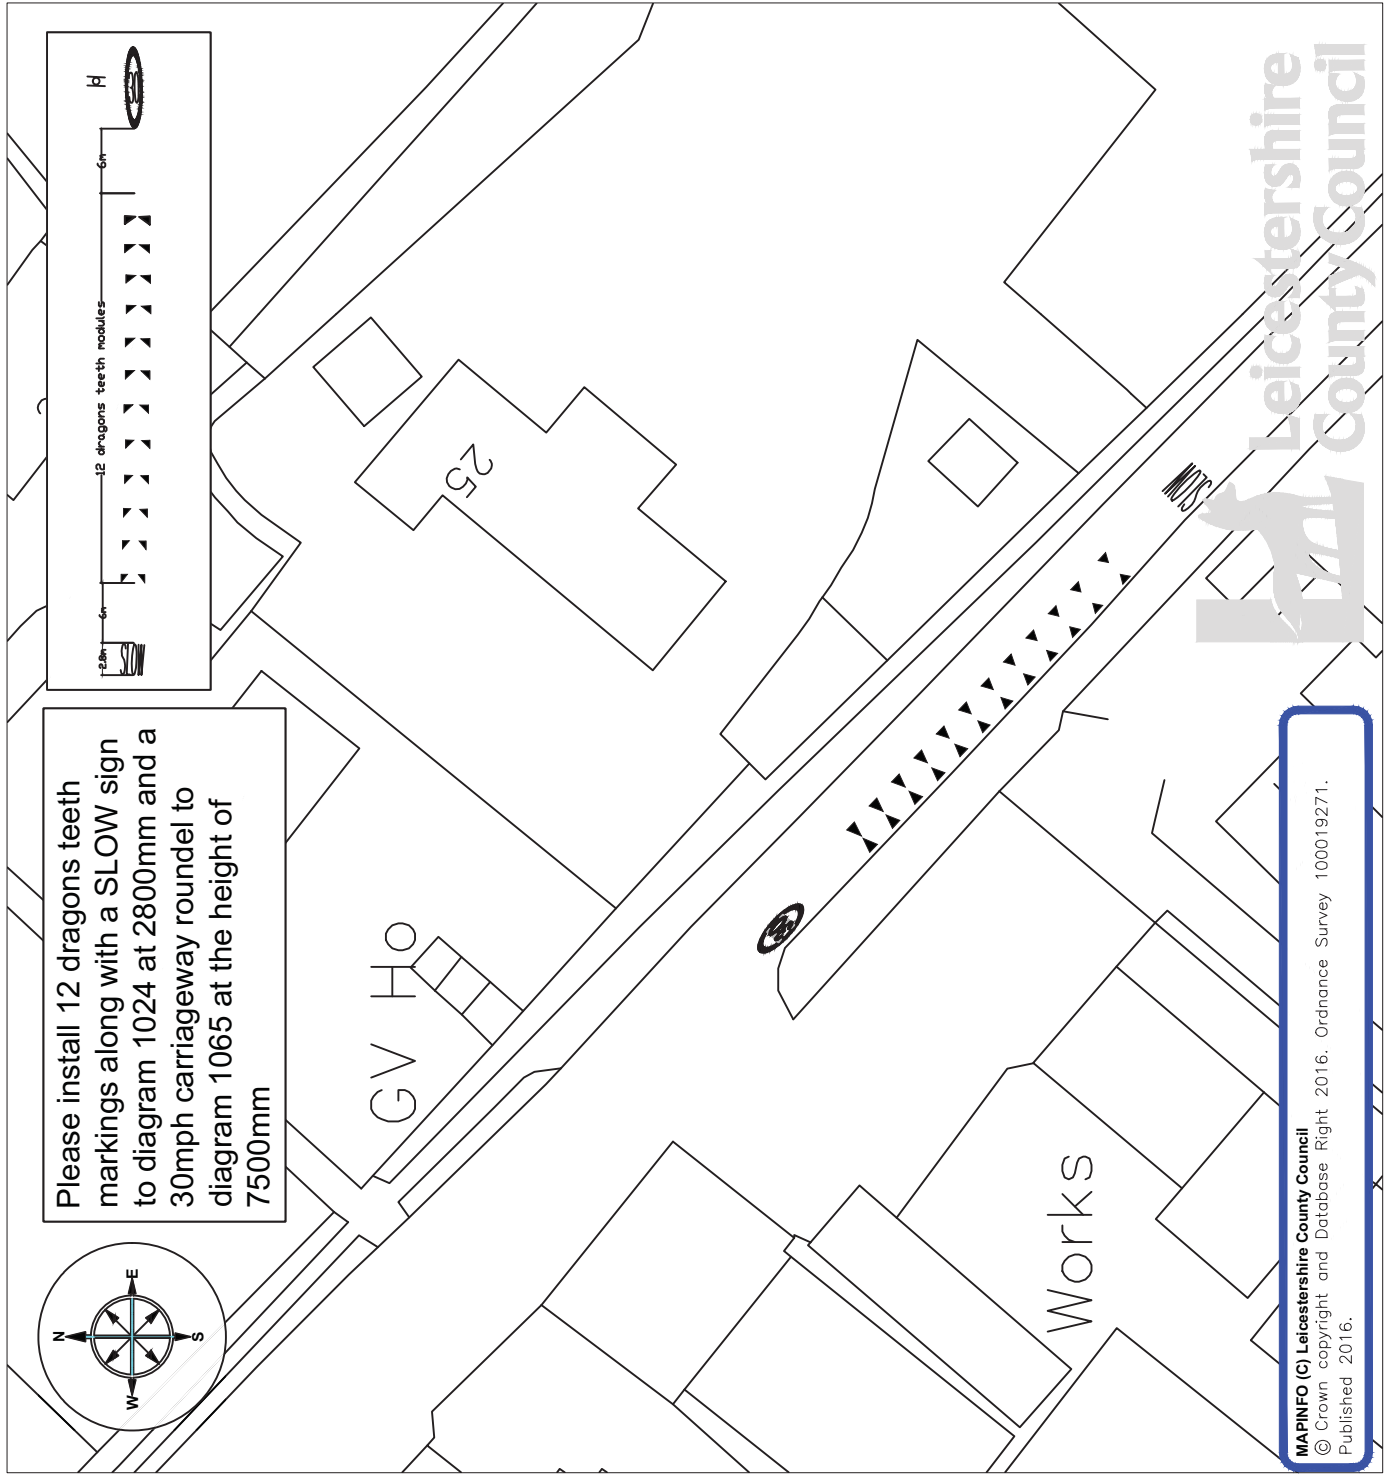 Please install 12 dragons teeth
markings along with a SLOW sign
to diagram 1024 at 2800mm and a
30mph carriageway roundel to
diagram 1065 at the height of
7500mm
2.8m
6m
12 dragons teeth modules
6m
SLOW
30
N
E
S
W
25
GV Ho
Works
SLOW
30
Leicestershire
County Council
MAPINFO (C) Leicestershire County Council
© Crown copyright and Database Right 2016. Ordnance Survey 100019271.
Published 2016.